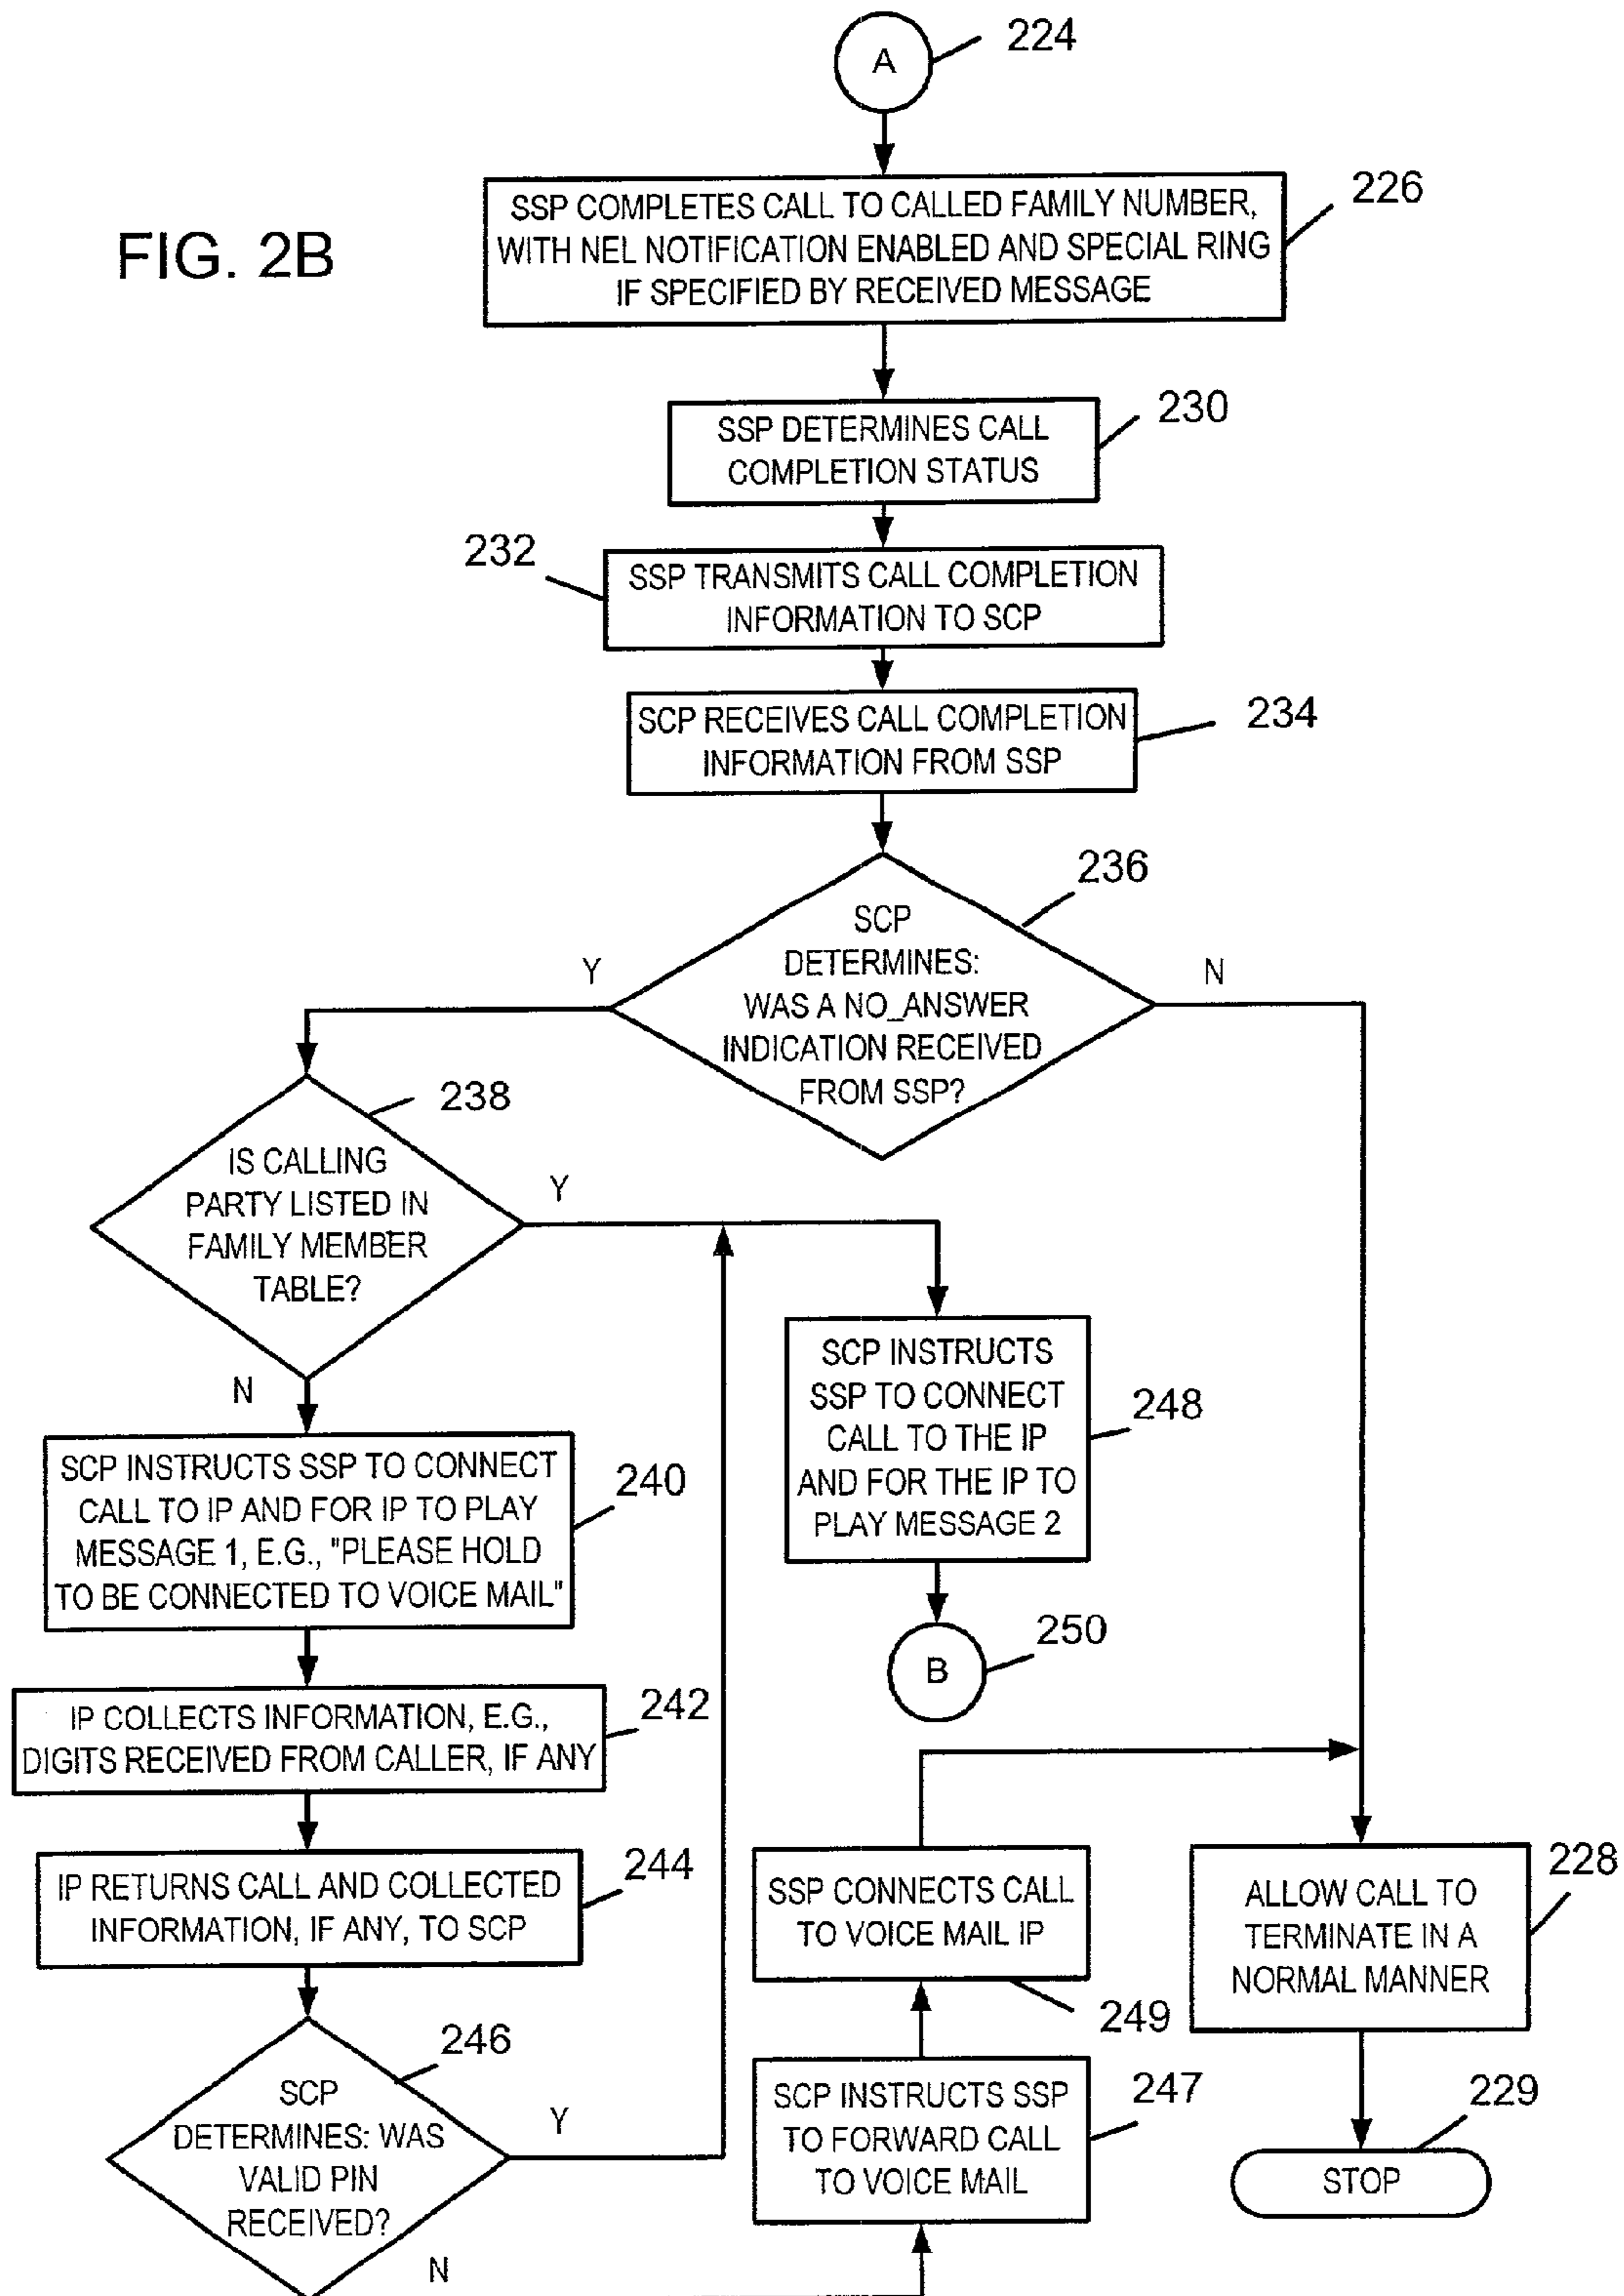 A
224
FIG. 2B
SSP COMPLETES CALL TO CALLED FAMILY NUMBER,
WITH NEL NOTIFICATION ENABLED AND SPECIAL RING
IF SPECIFIED BY RECEIVED MESSAGE
226
SSP DETERMINES CALL
COMPLETION STATUS
230
232
SSP TRANSMITS CALL COMPLETION
INFORMATION TO SCP
SCP RECEIVES CALL COMPLETION
INFORMATION FROM SSP
234
236
SCP
DETERMINES:
WAS A NO_ANSWER
INDICATION RECEIVED
FROM SSP?
Y
N
238
IS CALLING
PARTY LISTED IN
FAMILY MEMBER
TABLE?
Y
N
SCP INSTRUCTS
SSP TO CONNECT
CALL TO THE IP
AND FOR THE IP TO
PLAY MESSAGE 2
248
SCP INSTRUCTS SSP TO CONNECT
CALL TO IP AND FOR IP TO PLAY
MESSAGE 1, E.G., "PLEASE HOLD
TO BE CONNECTED TO VOICE MAIL"
240
B
250
IP COLLECTS INFORMATION, E.G.,
DIGITS RECEIVED FROM CALLER, IF ANY
242
IP RETURNS CALL AND COLLECTED
INFORMATION, IF ANY, TO SCP
244
SSP CONNECTS CALL
TO VOICE MAIL IP
249
ALLOW CALL TO
TERMINATE IN A
NORMAL MANNER
228
246
SCP
DETERMINES: WAS
VALID PIN
RECEIVED?
Y
N
SCP INSTRUCTS SSP
TO FORWARD CALL
TO VOICE MAIL
247
229
STOP